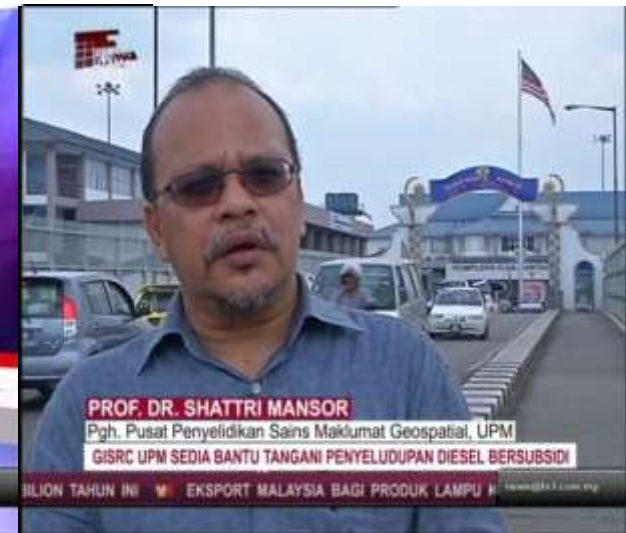 PROF. DR. SHATTRI MANSOR
Pgh. Pusat Penyelidikan Sains Maklumat Geospatial, UPM
GISRC UPM SEDIA BANTU TANGANI PENYELUDUPAN DIESEL BERSUBSIDI
BILION TAHUN INI EKSPORT MALAYSIA BAGI PRODUK LAMPU